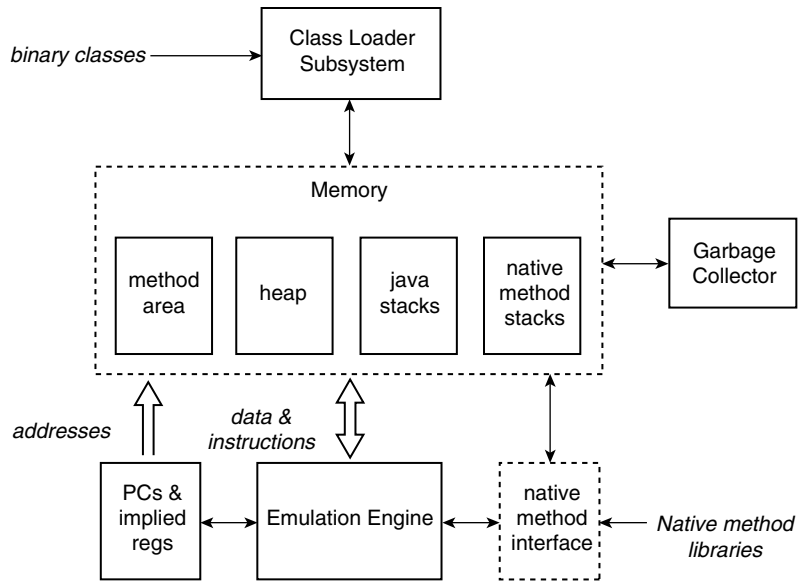 binary classes
Class Loader
Subsystem
Memory
method
area
heap
java
stacks
native
method
stacks
Garbage
Collector
addresses
data &
instructions
PCs &
implied
regs
Emulation Engine
native
method
interface
Native method
libraries